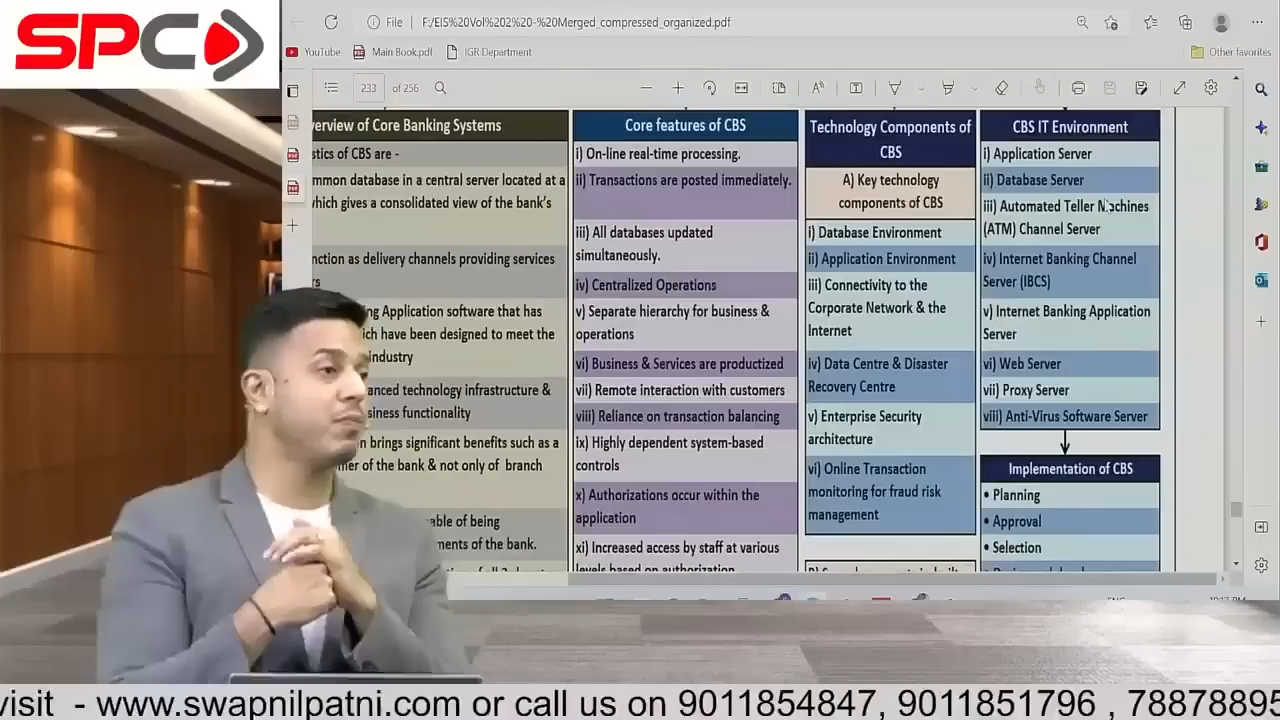 SPC
File
F:/EIS%20Vol%202%20-%20Merged_compressed_organized.pdf
YouTube
Main Book.pdf
IGR Department
Other favorites
233
of 256
verview of Core Banking Systems
stics of CBS are -
mmon database in a central server located at a
which gives a consolidated view of the bank's
nction as delivery channels providing services
rs
ng Application software that has
ich have been designed to meet the
industry
anced technology infrastructure &
siness functionality
n brings significant benefits such as a
mer of the bank & not only of branch
able of being
ments of the bank.
Core features of CBS
i) On-line real-time processing.
ii) Transactions are posted immediately.
iii) All databases updated
simultaneously.
iv) Centralized Operations
v) Separate hierarchy for business &
operations
vi) Business & Services are productized
vii) Remote interaction with customers
viii) Reliance on transaction balancing
ix) Highly dependent system-based
controls
x) Authorizations occur within the
application
xi) Increased access by staff at various
levels based on authorization
Technology Components of
CBS
A) Key technology
components of CBS
i) Database Environment
ii) Application Environment
iii) Connectivity to the
Corporate Network & the
Internet
iv) Data Centre & Disaster
Recovery Centre
v) Enterprise Security
architecture
vi) Online Transaction
monitoring for fraud risk
management
CBS IT Environment
i) Application Server
ii) Database Server
iii) Automated Teller Machines
(ATM) Channel Server
iv) Internet Banking Channel
Server (IBCS)
v) Internet Banking Application
Server
vi) Web Server
vii) Proxy Server
viii) Anti-Virus Software Server
Implementation of CBS
• Planning
• Approval
• Selection
visit - www.swapnilpatni.com or call us on 9011854847, 9011851796 , 78878895